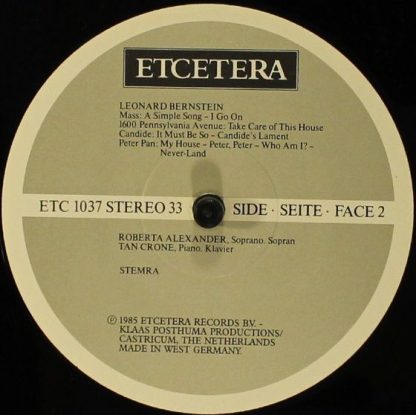 ETCETERA
LEONARD BERNSTEIN
Mass: A Simple Song - I Go On
1600 Pennsylvania Avenue: Take Care of This House
Candide: It Must Be So - Candide's Lament
Peter Pan: My House - Peter, Peter - Who Am I? -
Never-Land
ETC 1037 STEREO 33 SIDE · SEITE · FACE 2
ROBERTA ALEXANDER, Soprano. Sopran
TAN CRONE, Piano. Klavier
STEMRA
℗ 1985 ETCETERA RECORDS BV. -
KLAAS POSTHUMA PRODUCTIONS/
CASTRICUM, THE NETHERLANDS
MADE IN WEST GERMANY.